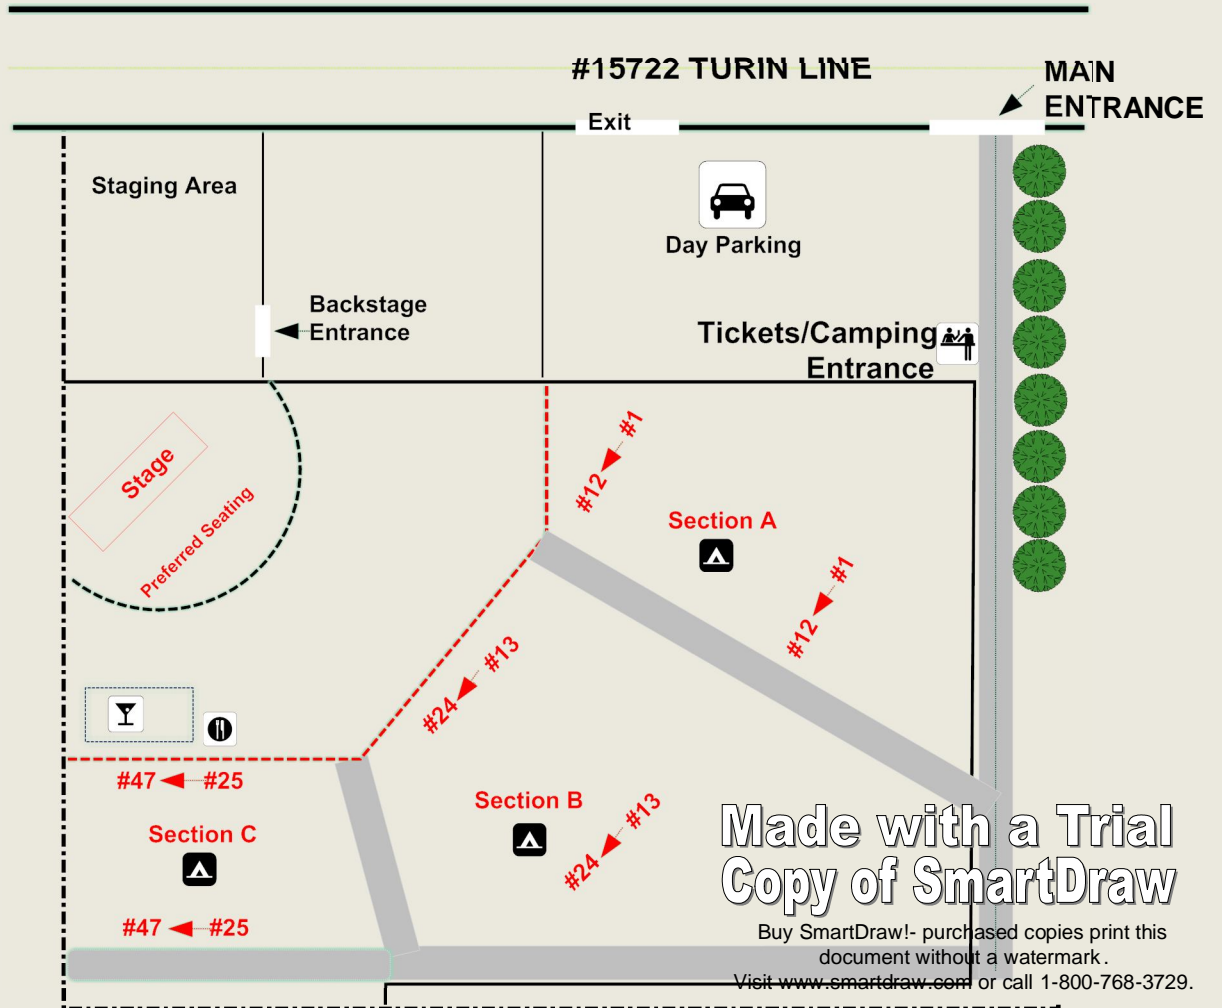 #15722 TURIN LINE
MAIN
ENTRANCE
Exit
Staging Area
Day Parking
Backstage
Entrance
Tickets/Camping
Entrance
#1
#12
Stage
Preferred Seating
Section A
#1
#12
#13
#24
#47 #25
Section C
#47 #25
Section B
#13
#24
Made with a Trial
Copy of SmartDraw
Buy SmartDraw!- purchased copies print this
document without a watermark .
Visit www.smartdraw.com or call 1-800-768-3729.